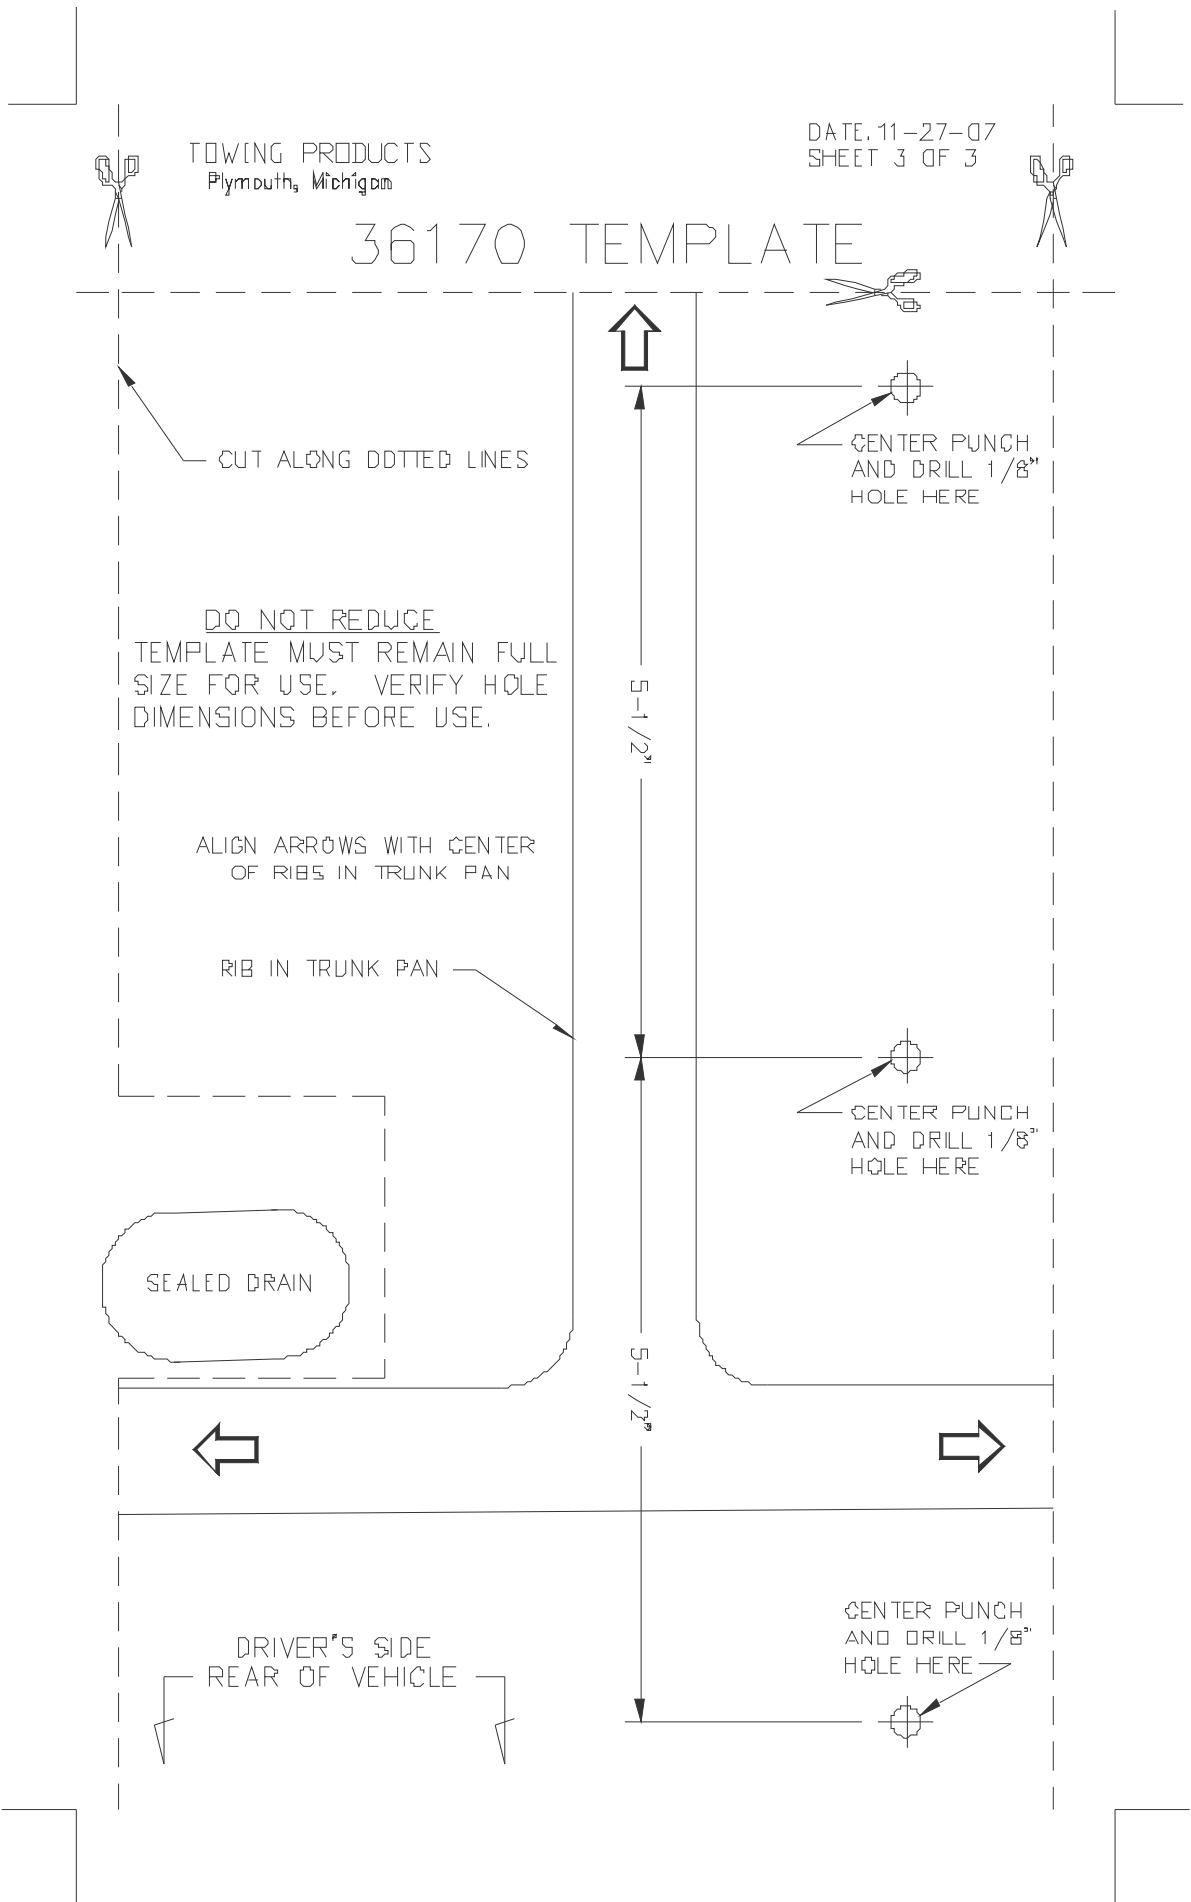 TOWING PRODUCTS
Plymouth, Michigan
DATE. 11-27-07
SHEET 3 OF 3
36170 TEMPLATE
CENTER PUNCH
AND DRILL 1/8"
HOLE HERE
CUT ALONG DOTTED LINES
DO NOT REDUCE
TEMPLATE MUST REMAIN FULL
SIZE FOR USE. VERIFY HOLE
DIMENSIONS BEFORE USE.
5-1/2"
ALIGN ARROWS WITH CENTER
OF RIBS IN TRUNK PAN
RIB IN TRUNK PAN
CENTER PUNCH
AND DRILL 1/8"
HOLE HERE
SEALED DRAIN
5-1/2"
CENTER PUNCH
AND DRILL 1/8"
HOLE HERE
DRIVER'S SIDE
REAR OF VEHICLE